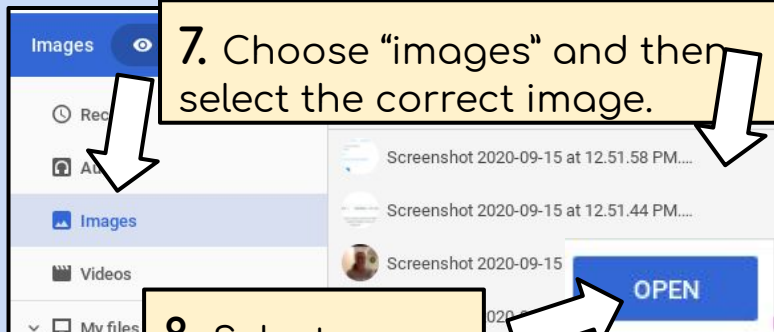 Images
7. Choose “images” and then
select the correct image.
Images
Screenshot 2020-09-15 at 12.51.58 PM....
Screenshot 2020-09-15 at 12.51.44 PM....
Videos
Screenshot 2020-09-15
OPEN
My files
8. Select